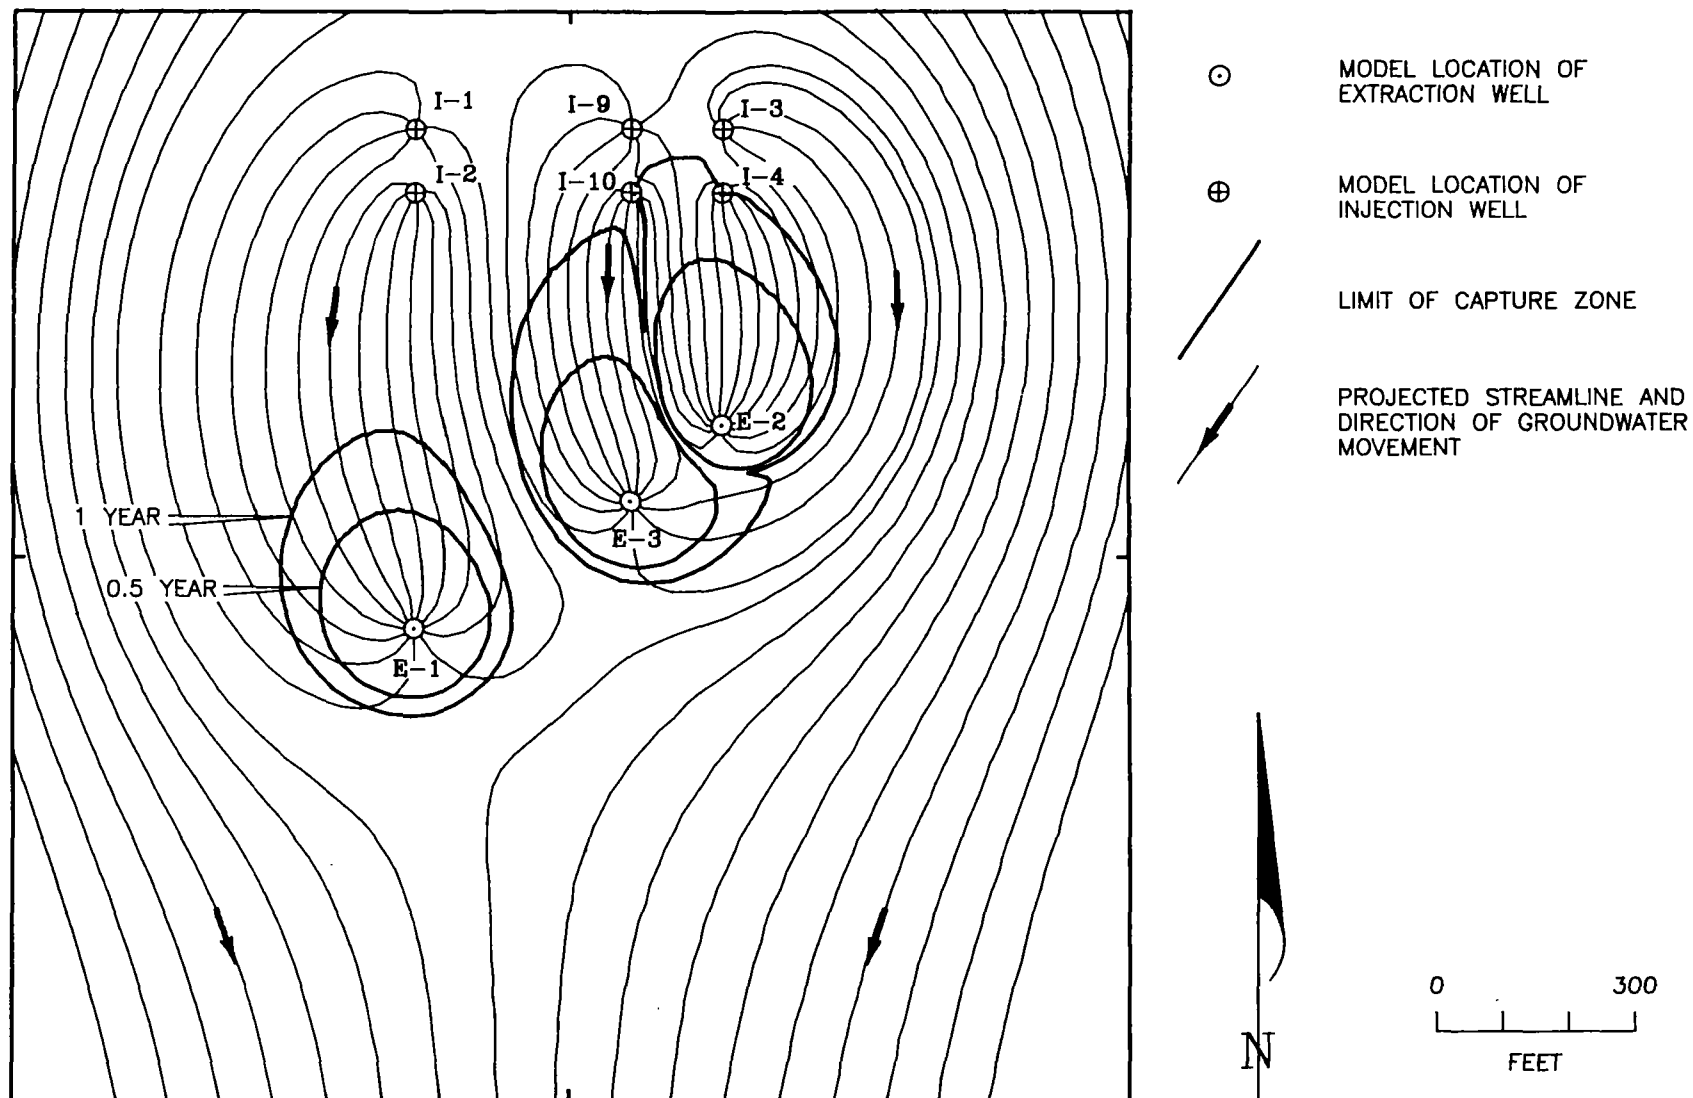 I-1
I-9
I-3
I-2
I-10
I-4
E-2
E-3
E-1
1 YEAR
0.5 YEAR
MODEL LOCATION OF
EXTRACTION WELL
MODEL LOCATION OF
INJECTION WELL
LIMIT OF CAPTURE ZONE
PROJECTED STREAMLINE AND
DIRECTION OF GROUNDWATER
MOVEMENT
N
0 300
FEET